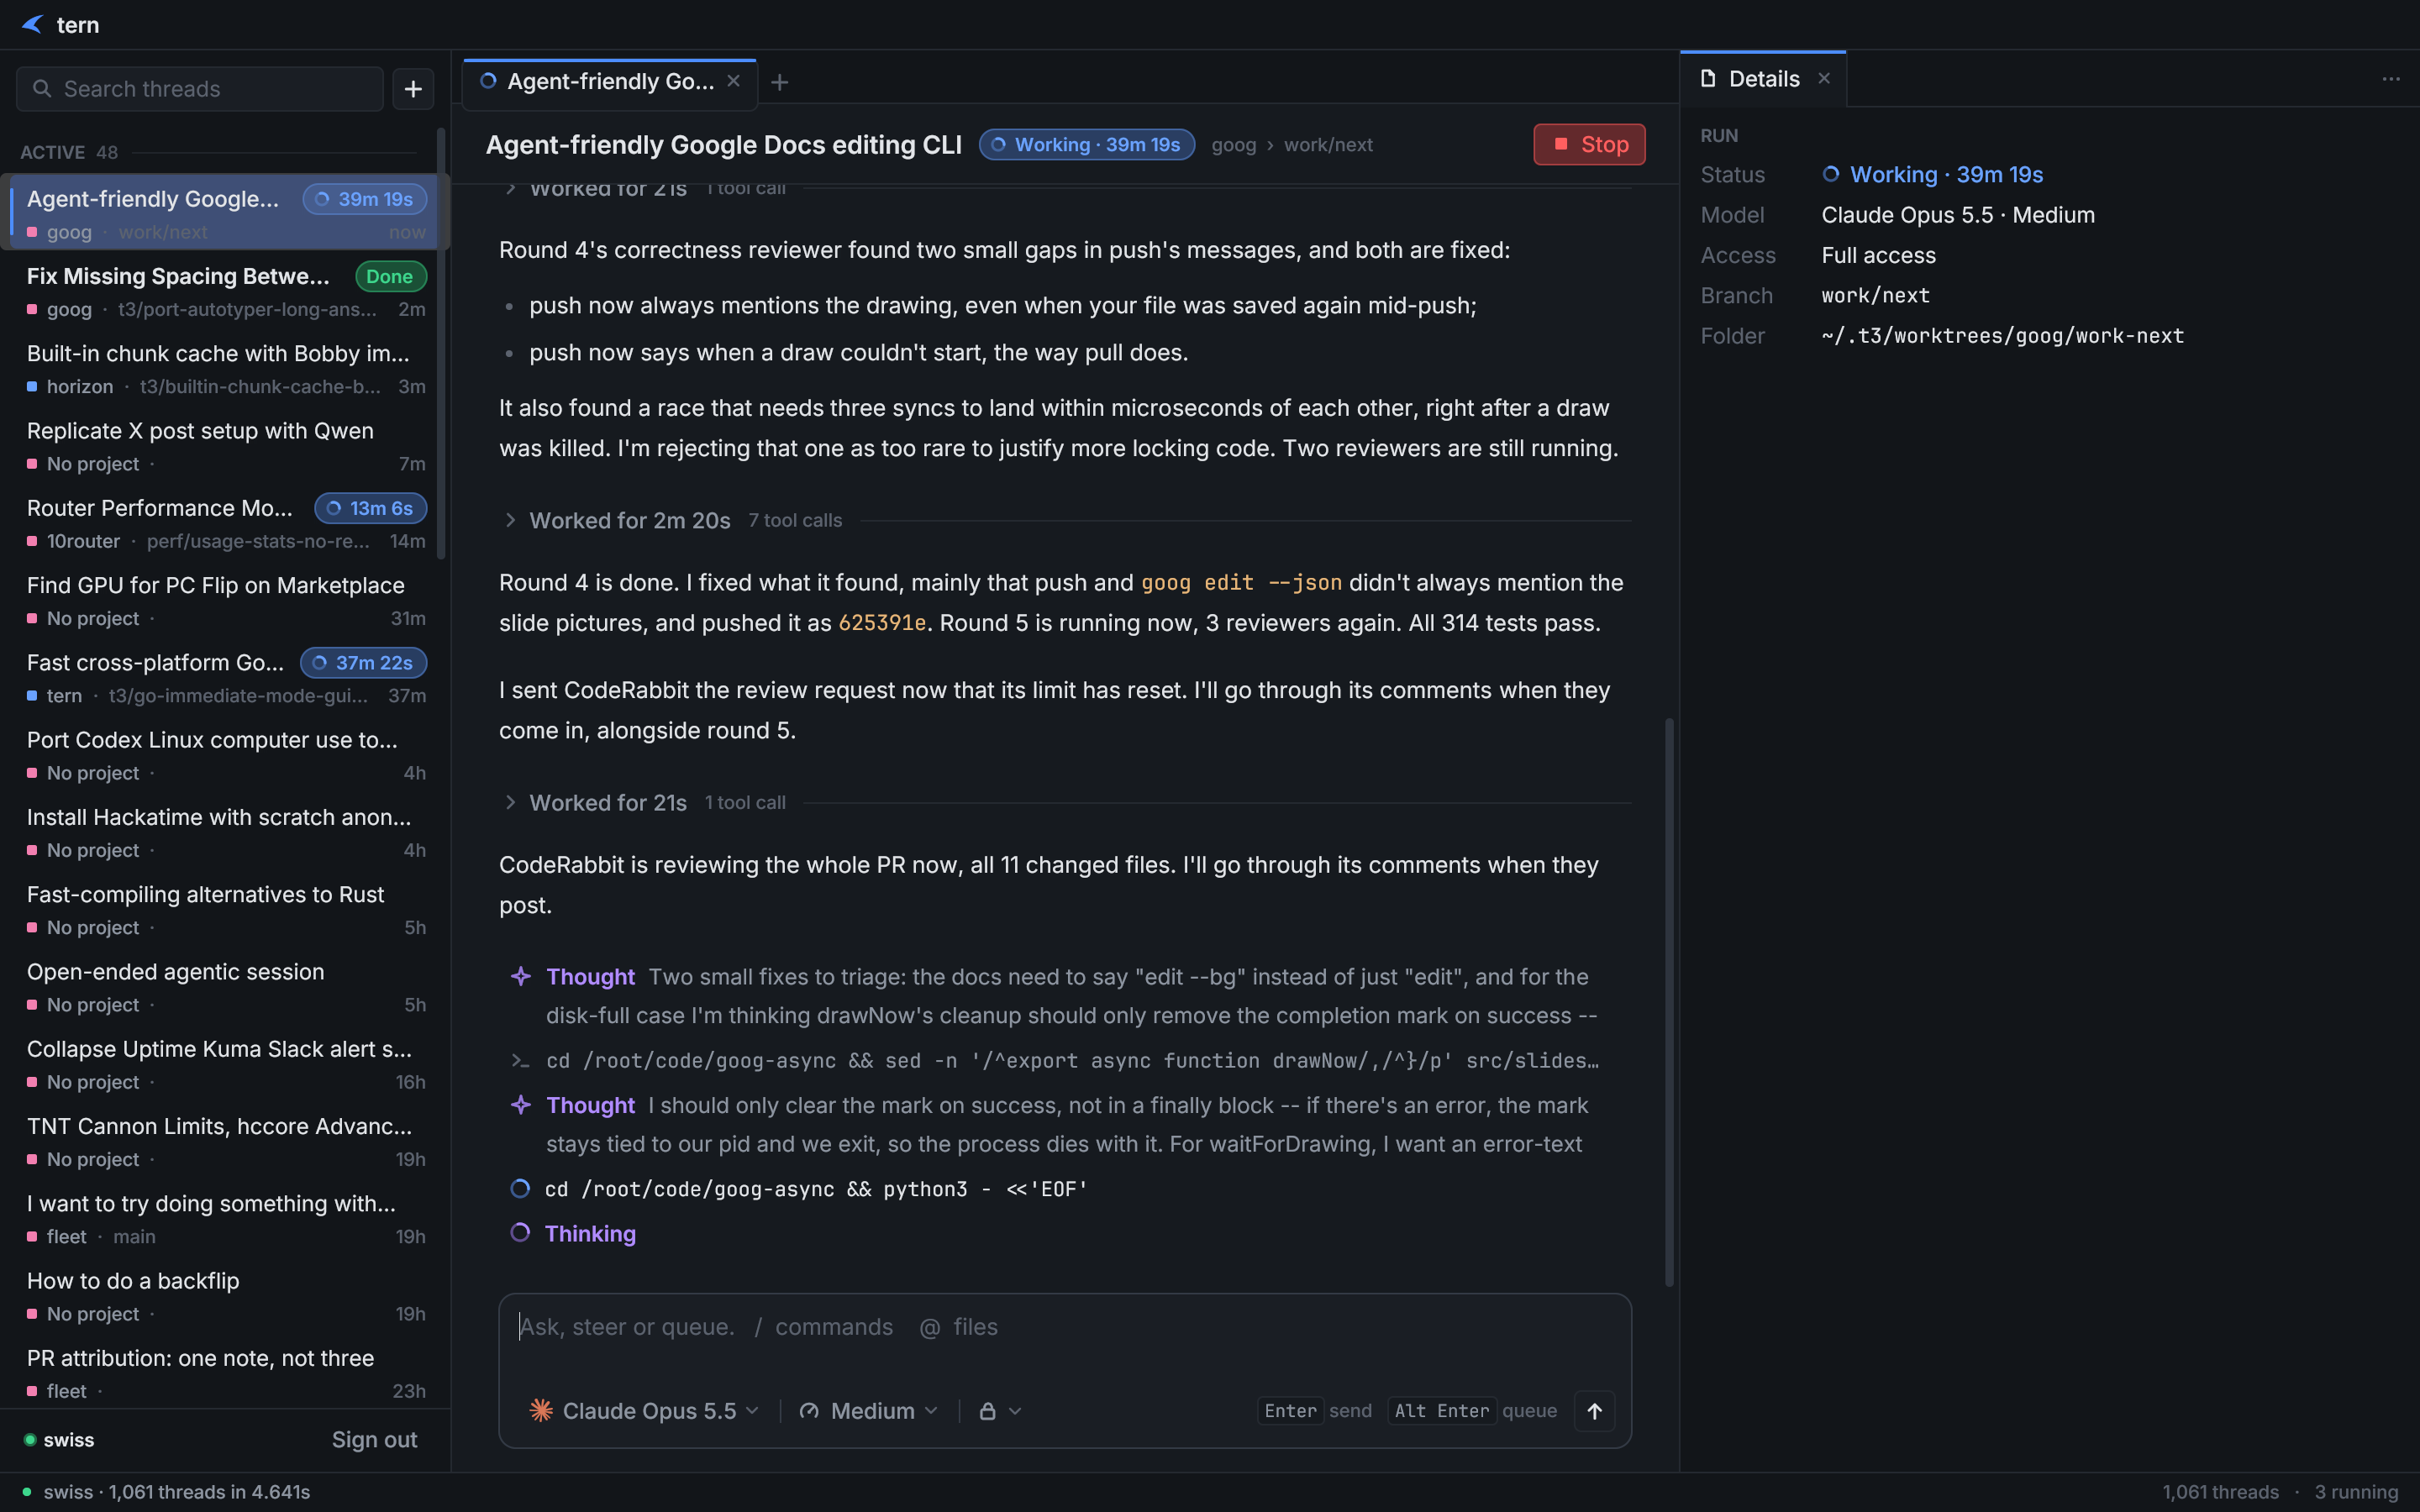 tern
Search threads
+
ACTIVE 48
Agent-friendly Google... 39m 19s
goog · work/next now
Fix Missing Spacing Betwe... Done
goog · t3/port-autotyper-long-ans... 2m
Built-in chunk cache with Bobby im...
horizon · t3/builtin-chunk-cache-b... 3m
Replicate X post setup with Qwen
No project · 7m
Router Performance Mo... 13m 6s
10router · perf/usage-stats-no-re... 14m
Find GPU for PC Flip on Marketplace
No project · 31m
Fast cross-platform Go... 37m 22s
tern · t3/go-immediate-mode-gui... 37m
Port Codex Linux computer use to...
No project · 4h
Install Hackatime with scratch anon...
No project · 4h
Fast-compiling alternatives to Rust
No project · 5h
Open-ended agentic session
No project · 5h
Collapse Uptime Kuma Slack alert s...
No project · 16h
TNT Cannon Limits, hccore Advanc...
No project · 19h
I want to try doing something with...
fleet · main 19h
How to do a backflip
No project · 19h
PR attribution: one note, not three
fleet · 23h
swiss Sign out
Agent-friendly Go... × +
Agent-friendly Google Docs editing CLI Working · 39m 19s goog › work/next Stop
Worked for 21s 1 tool call
Round 4's correctness reviewer found two small gaps in push's messages, and both are fixed:
• push now always mentions the drawing, even when your file was saved again mid-push;
• push now says when a draw couldn't start, the way pull does.
It also found a race that needs three syncs to land within microseconds of each other, right after a draw
was killed. I'm rejecting that one as too rare to justify more locking code. Two reviewers are still running.
Worked for 2m 20s 7 tool calls
Round 4 is done. I fixed what it found, mainly that push and goog edit --json didn't always mention the
slide pictures, and pushed it as 625391e. Round 5 is running now, 3 reviewers again. All 314 tests pass.
I sent CodeRabbit the review request now that its limit has reset. I'll go through its comments when they
come in, alongside round 5.
Worked for 21s 1 tool call
CodeRabbit is reviewing the whole PR now, all 11 changed files. I'll go through its comments when they
post.
Thought Two small fixes to triage: the docs need to say "edit --bg" instead of just "edit", and for the
disk-full case I'm thinking drawNow's cleanup should only remove the completion mark on success --
cd /root/code/goog-async && sed -n '/^export async function drawNow/,/^}/p' src/slides…
Thought I should only clear the mark on success, not in a finally block -- if there's an error, the mark
stays tied to our pid and we exit, so the process dies with it. For waitForDrawing, I want an error-text
cd /root/code/goog-async && python3 - <<'EOF'
Thinking
Ask, steer or queue. / commands @ files
Claude Opus 5.5 Medium Enter send Alt Enter queue
Details × ...
RUN
Status Working · 39m 19s
Model Claude Opus 5.5 · Medium
Access Full access
Branch work/next
Folder ~/.t3/worktrees/goog/work-next
swiss · 1,061 threads in 4.641s
1,061 threads · 3 running